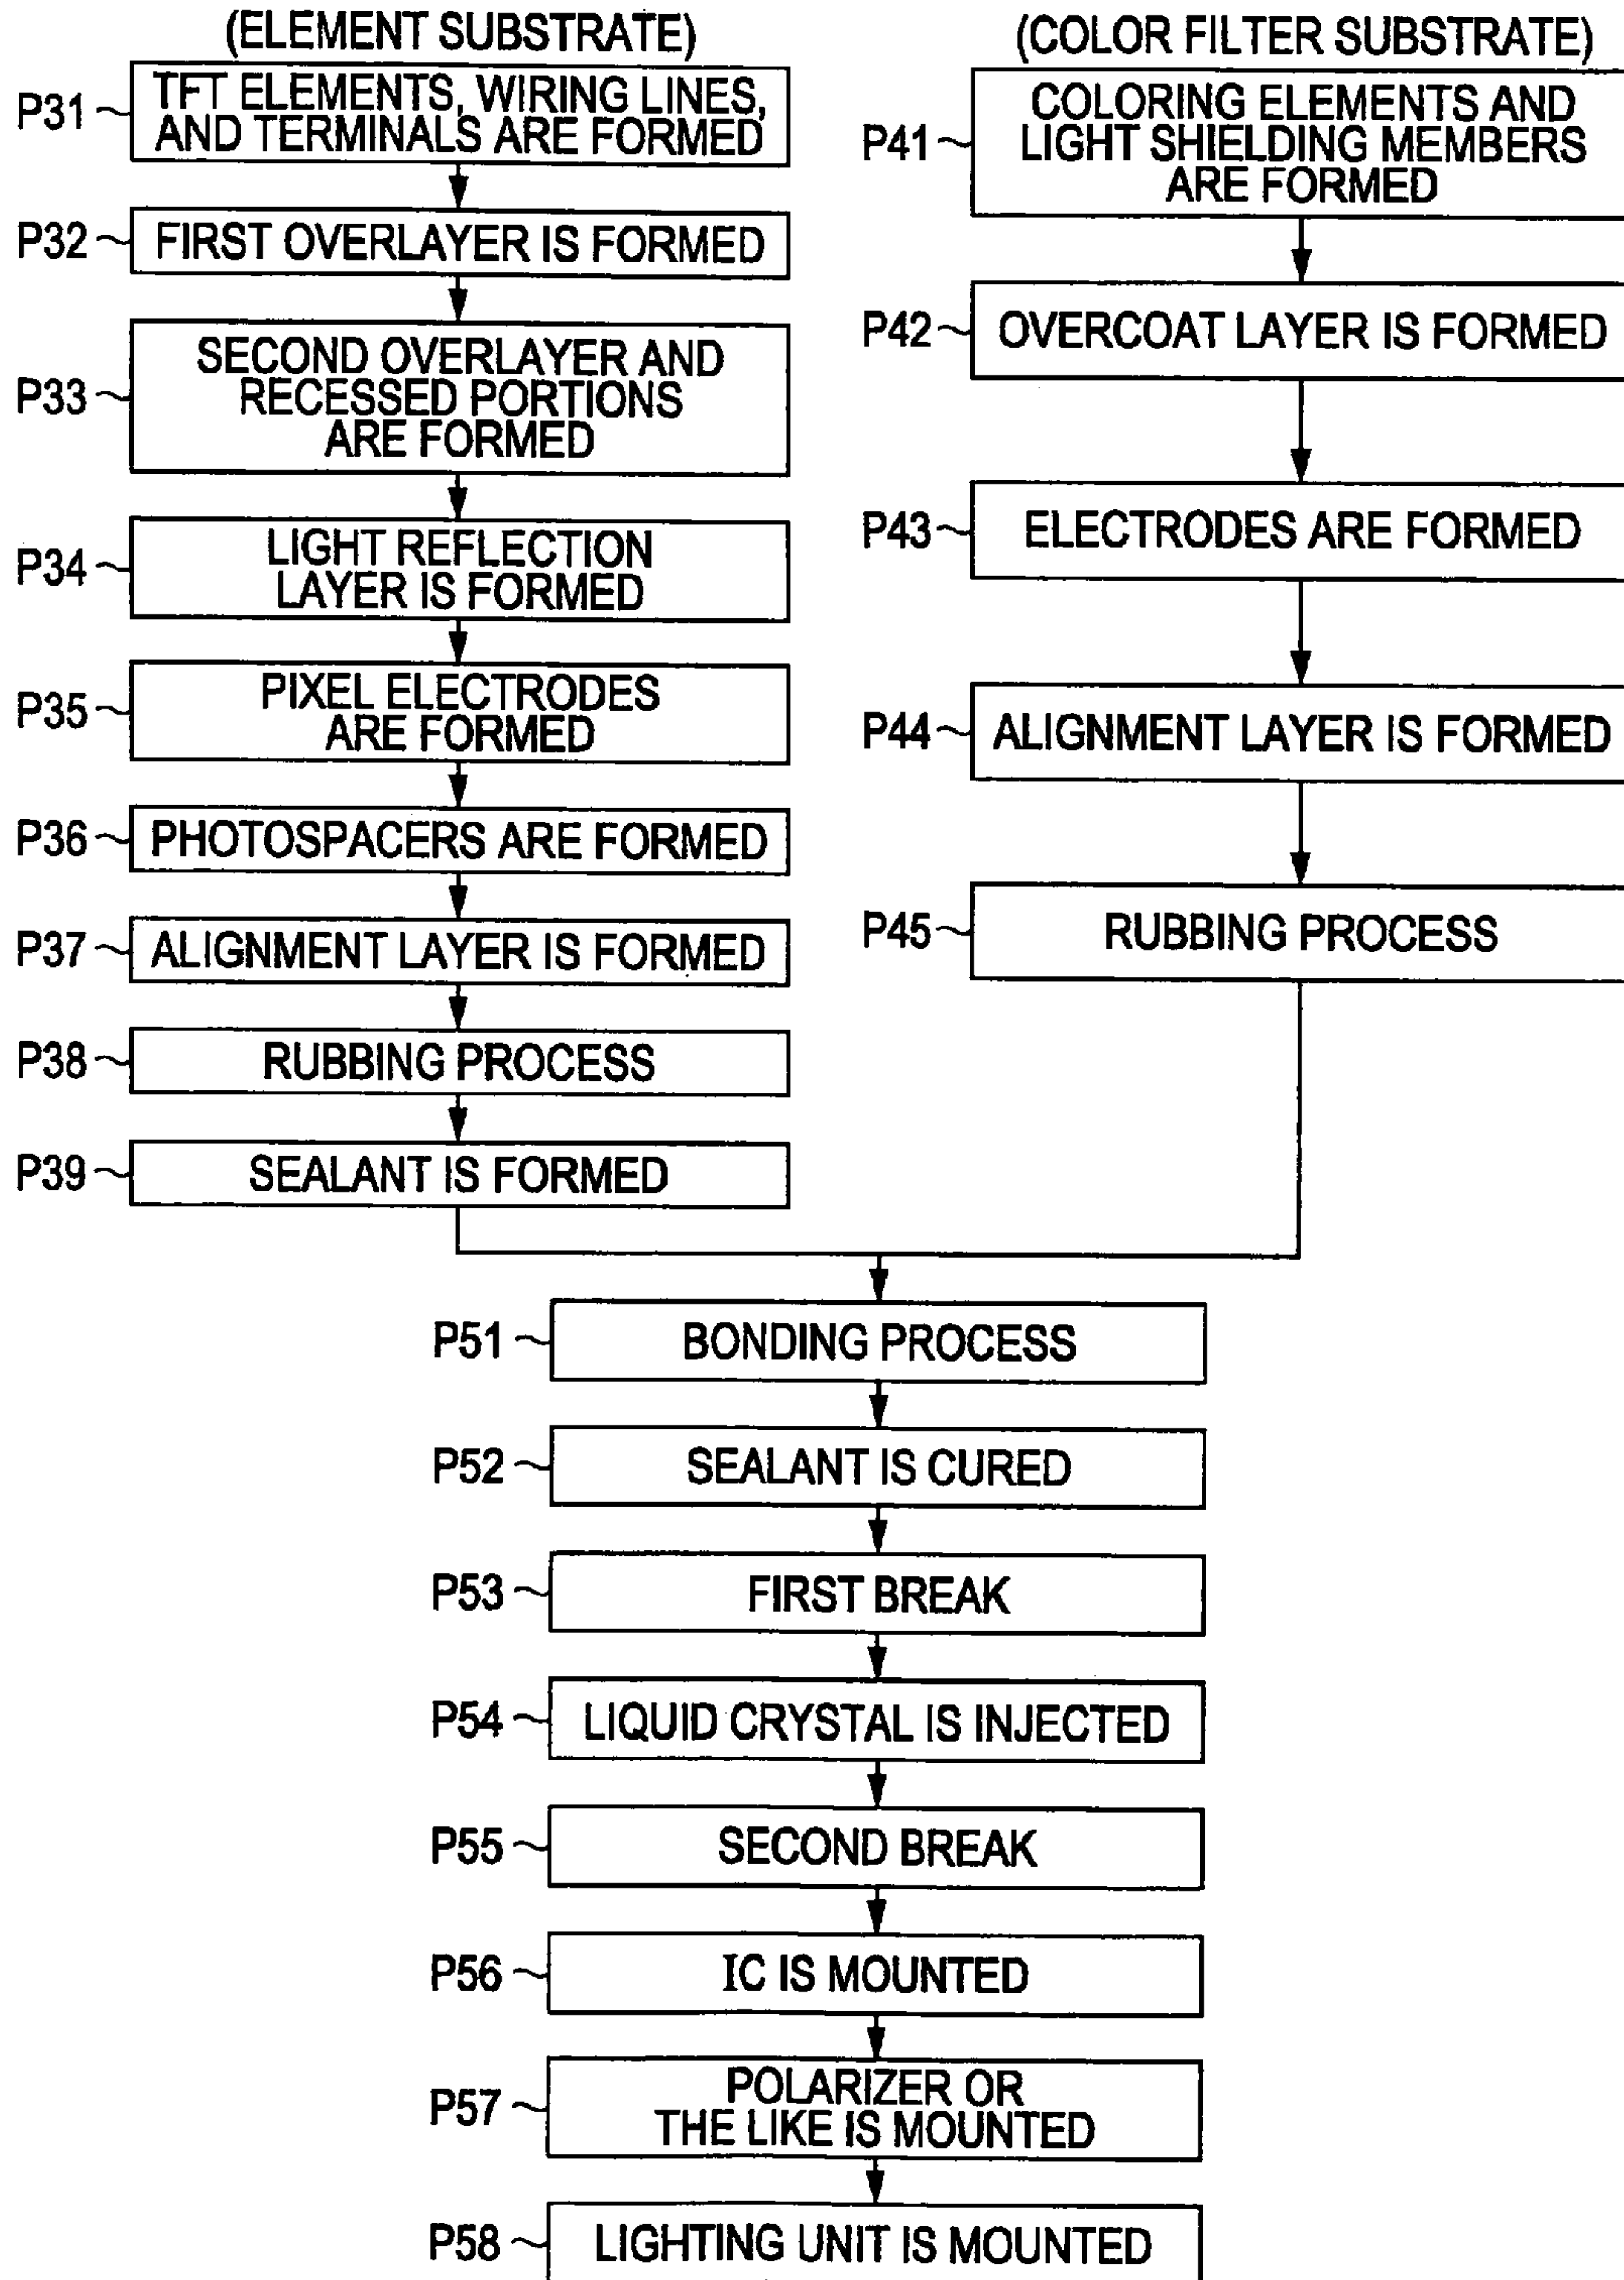 (ELEMENT SUBSTRATE)
P31
TFT ELEMENTS, WIRING LINES,
AND TERMINALS ARE FORMED
P32
FIRST OVERLAYER IS FORMED
P33
SECOND OVERLAYER AND
RECESSED PORTIONS
ARE FORMED
P34
LIGHT REFLECTION
LAYER IS FORMED
P35
PIXEL ELECTRODES
ARE FORMED
P36
PHOTOSPACERS ARE FORMED
P37
ALIGNMENT LAYER IS FORMED
P38
RUBBING PROCESS
P39
SEALANT IS FORMED
(COLOR FILTER SUBSTRATE)
P41
COLORING ELEMENTS AND
LIGHT SHIELDING MEMBERS
ARE FORMED
P42
OVERCOAT LAYER IS FORMED
P43
ELECTRODES ARE FORMED
P44
ALIGNMENT LAYER IS FORMED
P45
RUBBING PROCESS
P51
BONDING PROCESS
P52
SEALANT IS CURED
P53
FIRST BREAK
P54
LIQUID CRYSTAL IS INJECTED
P55
SECOND BREAK
P56
IC IS MOUNTED
P57
POLARIZER OR
THE LIKE IS MOUNTED
P58
LIGHTING UNIT IS MOUNTED